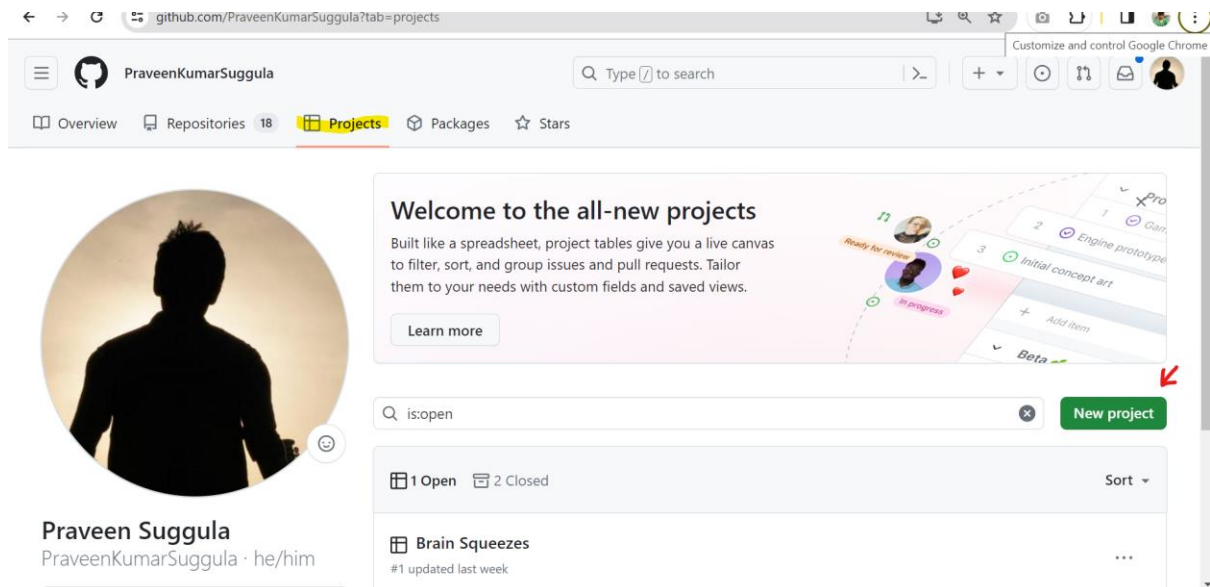 github.com/PraveenKumarSuggula?tab=projects
Customize and control Google Chrome
PraveenKumarSuggula
Type / to search
Overview
Repositories 18
Projects
Packages
Stars
Welcome to the all-new projects
Built like a spreadsheet, project tables give you a live canvas
to filter, sort, and group issues and pull requests. Tailor
them to your needs with custom fields and saved views.
Learn more
Ready for review
In progress
1
2 Engine prototype
3 Initial concept art
+ Add item
Beta
is:open
New project
1 Open
2 Closed
Sort
Praveen Suggula
PraveenKumarSuggula · he/him
Brain Squeezes
#1 updated last week